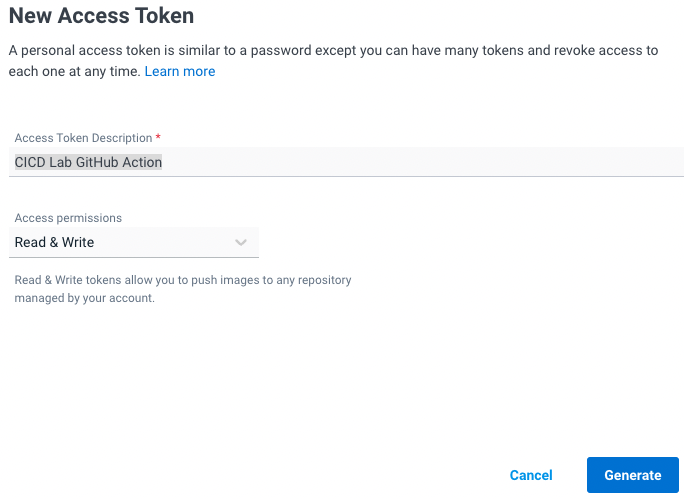 New Access Token
A personal access token is similar to a password except you can have many tokens and revoke access to
each one at any time. Learn more
Access Token Description *
CICD Lab GitHub Action
Access permissions
Read & Write
Read & Write tokens allow you to push images to any repository
managed by your account.
Cancel
Generate